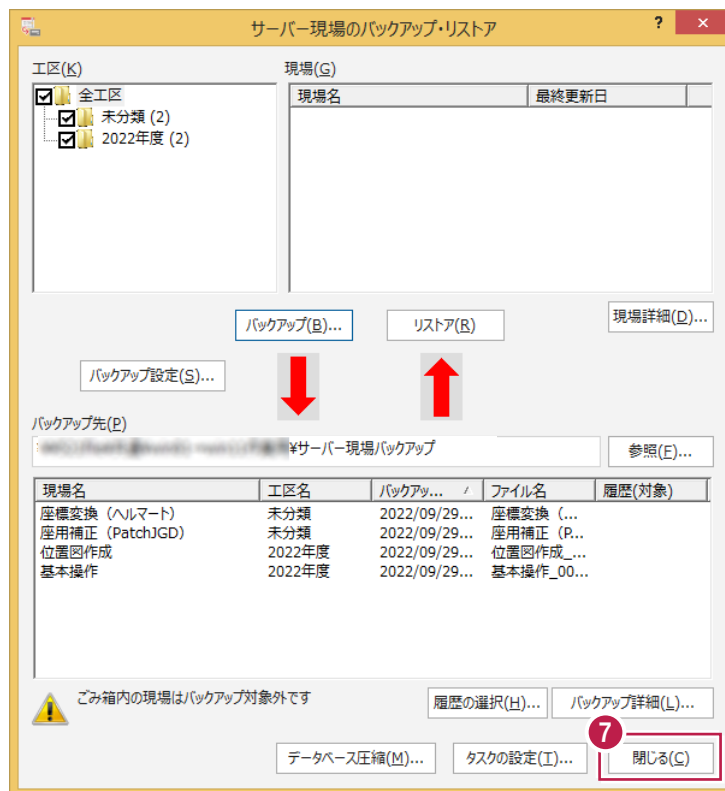 サーバー現場のバックアップ・リストア ? ×
工区(K)
現場(G)
全工区
未分類 (2)
2022年度 (2)
現場名 最終更新日
バックアップ(B)... リストア(R) 現場詳細(D)...
バックアップ設定(S)...
バックアップ先(P)
¥サーバー現場バックアップ 参照(F)...
現場名 工区名 バックアッ... ファイル名 履歴(対象)
座標変換 (ヘルマート) 未分類 2022/09/29... 座標変換 (...
座用補正 (PatchJGD) 未分類 2022/09/29... 座用補正 (P...
位置図作成 2022年度 2022/09/29... 位置図作成_...
基本操作 2022年度 2022/09/29... 基本操作_00...
ごみ箱内の現場はバックアップ対象外です
履歴の選択(H)... バックアップ詳細(L)...
7
データベース圧縮(M)... タスクの設定(T)... 閉じる(C)